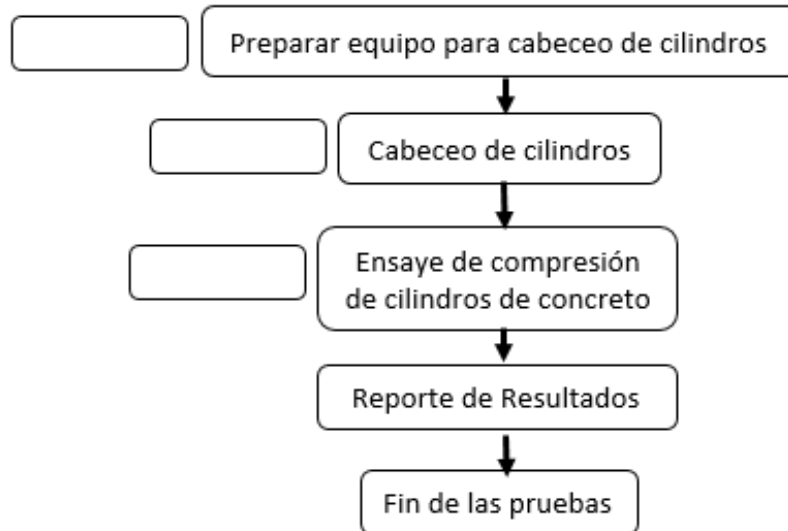 Preparar equipo para cabeceo de cilindros
Cabeceo de cilindros
Ensaye de compresión
de cilindros de concreto
Reporte de Resultados
Fin de las pruebas